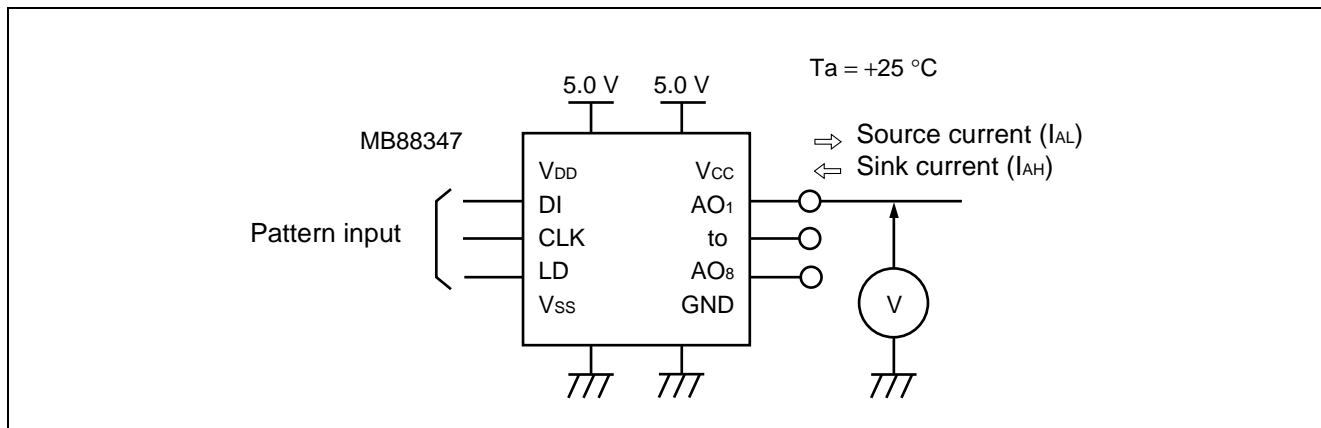 Ta = +25 °C
5.0 V 5.0 V
MB88347
⇨ Source current (IAL)
⇦ Sink current (IAH)
VDD VCC
DI AO1
Pattern input
CLK to
LD AO8
VSS GND
V